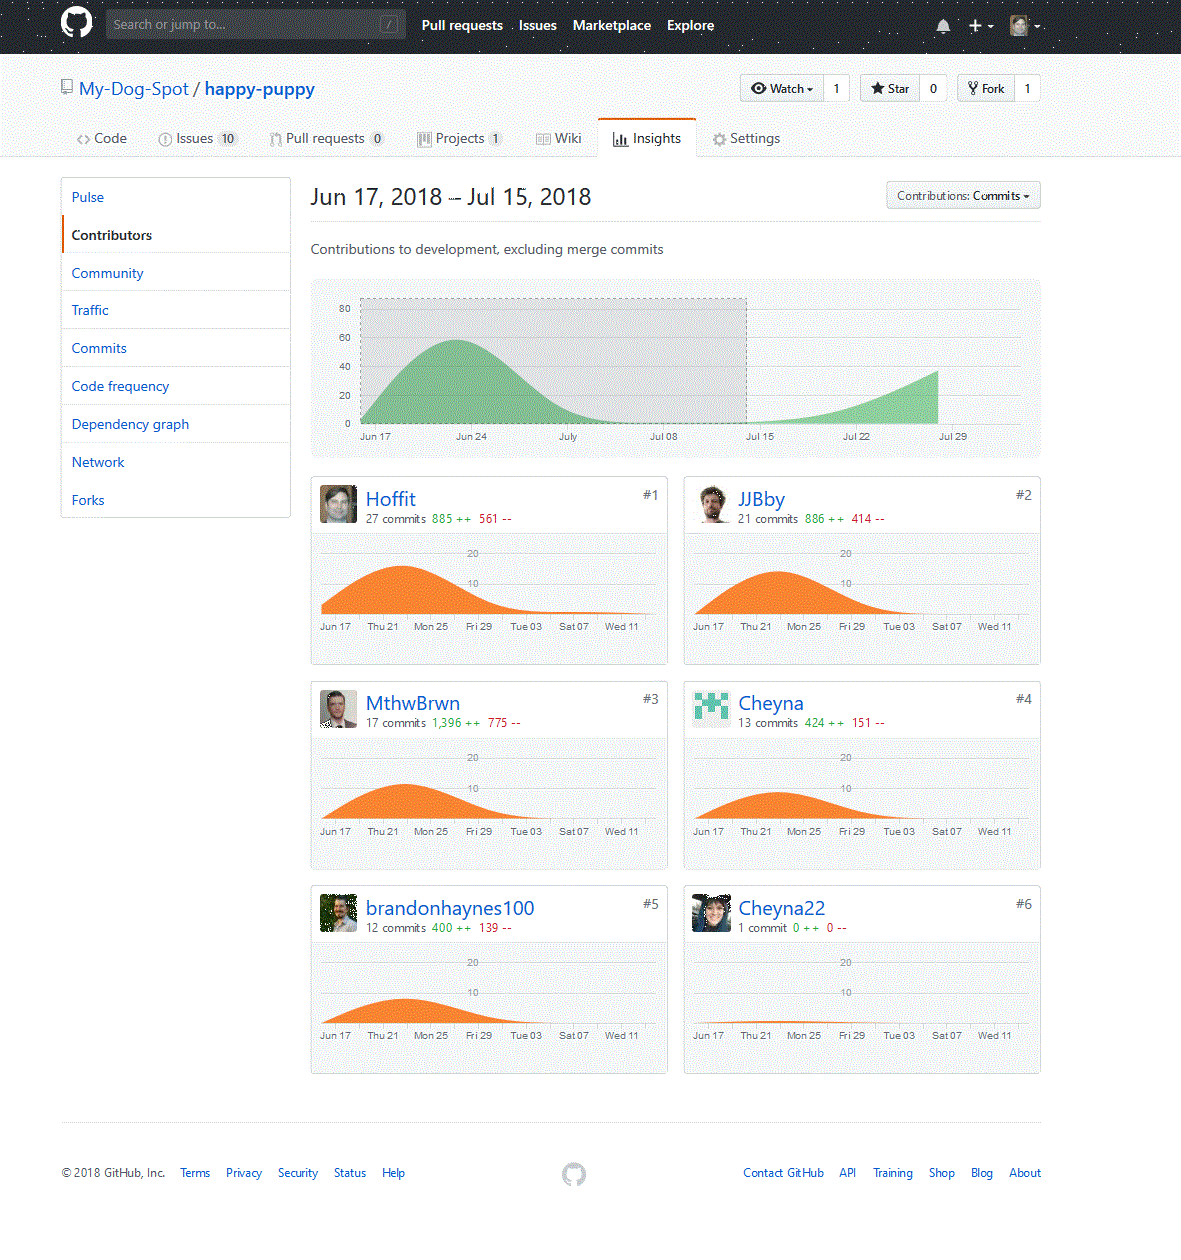 Search or jump to... / Pull requests Issues Marketplace Explore
My-Dog-Spot / happy-puppy Watch 1 Star 0 Fork 1
Code Issues 10 Pull requests 0 Projects 1 Wiki Insights Settings
Pulse
Contributors
Community
Traffic
Commits
Code frequency
Dependency graph
Network
Forks
Jun 17, 2018 – Jul 15, 2018 Contributions: Commits
Contributions to development, excluding merge commits
80
60
40
20
0
Jun 17 Jun 24 July Jul 08 Jul 15 Jul 22 Jul 29
Hoffit #1
27 commits 885 ++ 561 --
20
10
Jun 17 Thu 21 Mon 25 Fri 29 Tue 03 Sat 07 Wed 11
JJBby #2
21 commits 886 ++ 414 --
20
10
Jun 17 Thu 21 Mon 25 Fri 29 Tue 03 Sat 07 Wed 11
MthwBrwn #3
17 commits 1,396 ++ 775 --
20
10
Jun 17 Thu 21 Mon 25 Fri 29 Tue 03 Sat 07 Wed 11
Cheyna #4
13 commits 424 ++ 151 --
20
10
Jun 17 Thu 21 Mon 25 Fri 29 Tue 03 Sat 07 Wed 11
brandonhaynes100 #5
12 commits 400 ++ 139 --
20
10
Jun 17 Thu 21 Mon 25 Fri 29 Tue 03 Sat 07 Wed 11
Cheyna22 #6
1 commit 0 ++ 0 --
20
10
Jun 17 Thu 21 Mon 25 Fri 29 Tue 03 Sat 07 Wed 11
© 2018 GitHub, Inc. Terms Privacy Security Status Help Contact GitHub API Training Shop Blog About